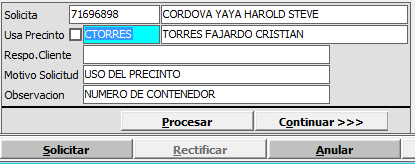 Solicita 71696898 CORDOVA YAYA HAROLD STEVE
Usa Precinto CTORRES TORRES FAJARDO CRISTIAN
Respo.Cliente
Motivo Solicitud USO DEL PRECINTO
Observacion NUMERO DE CONTENEDOR
Procesar Continuar >>>
Solicitar Rectificar Anular